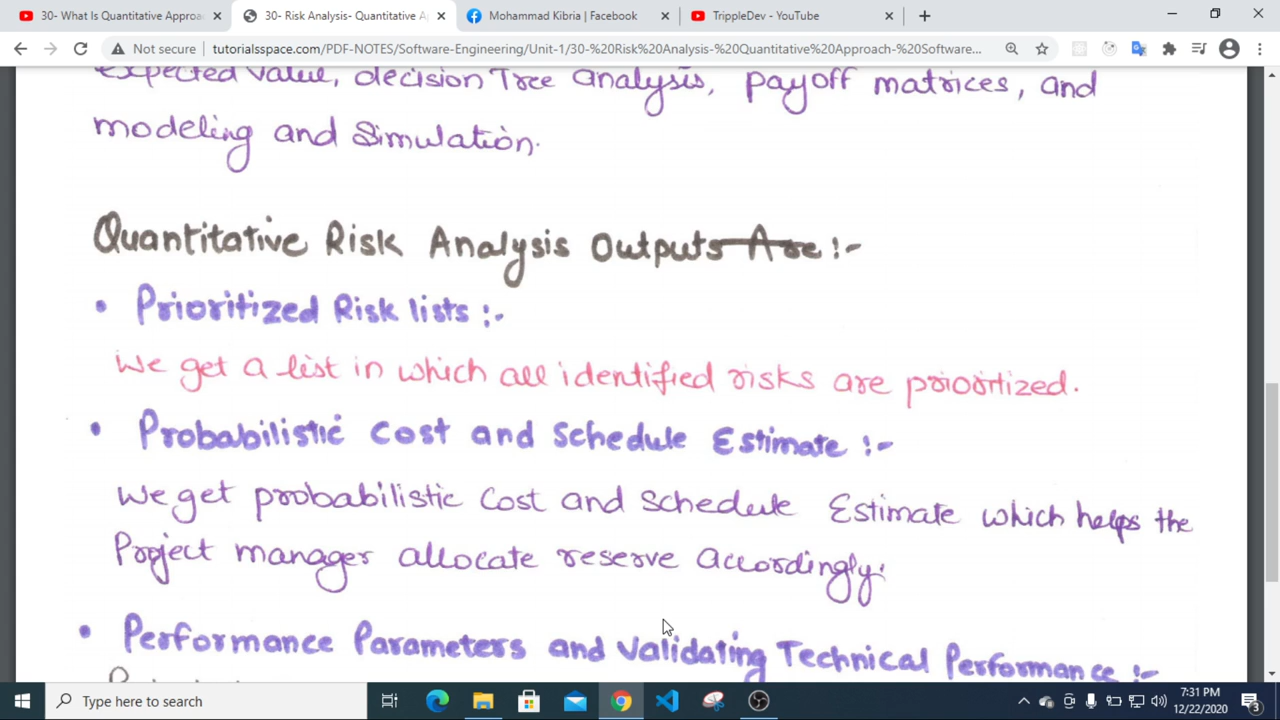 30- What Is Quantitative Approa
30- Risk Analysis- Quantitative A
Mohammad Kibria | Facebook
TrippleDev - YouTube
Not secure | tutorialsspace.com/PDF-NOTES/Software-Engineering/Unit-1/30-%20Risk%20Analysis-%20Quantitative%20Approach-%20Software...
Expected value, decision Tree analysis, payoff matrices, and
modeling and Simulation.
Quantitative Risk Analysis Outputs Are :-
• Prioritized Risk lists :-
We get a list in which all identified risks are prioritized.
• Probabilistic Cost and Schedule Estimate :-
We get probabilistic Cost and Schedule Estimate which helps the
Project manager allocate reserve Accordingly.
• Performance Parameters and Validating Technical Performance :-
Type here to search
7:31 PM
12/22/2020
3